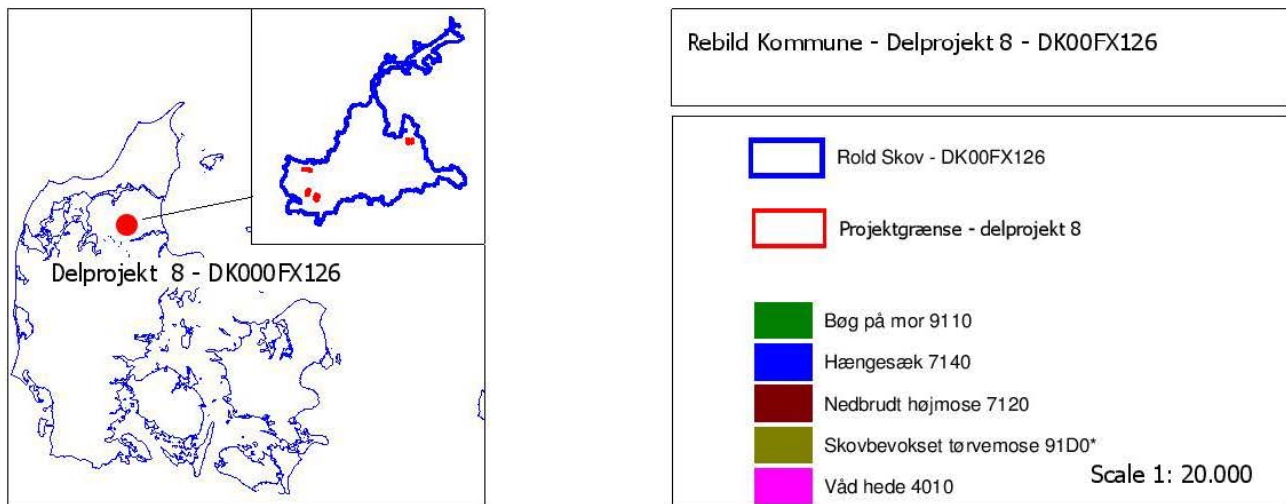 Delprojekt 8 - DK000FX126
Rebild Kommune - Delprojekt 8 - DK00FX126
Rold Skov - DK00FX126
Projektgrænse - delprojekt 8
Bøg på mor 9110
Hængesæk 7140
Nedbrudt højmose 7120
Skovbevokset tørvemose 91D0*
Våd hede 4010
Scale 1: 20.000